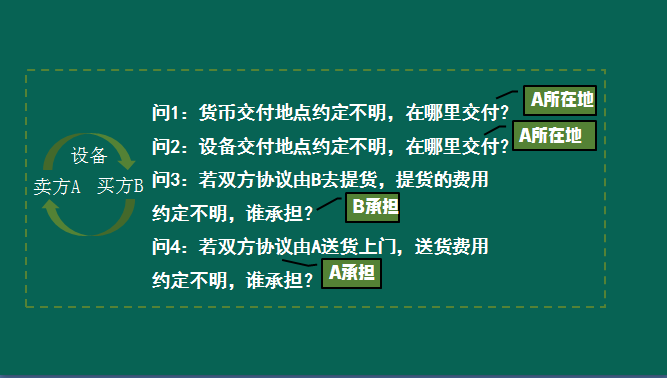 问1：货币交付地点约定不明，在哪里交付？
A所在地
问2：设备交付地点约定不明，在哪里交付？
A所在地
设备
卖方A
买方B
问3：若双方协议由B去提货，提货的费用
约定不明，谁承担？
B承担
问4：若双方协议由A送货上门，送货费用
约定不明，谁承担？
A承担